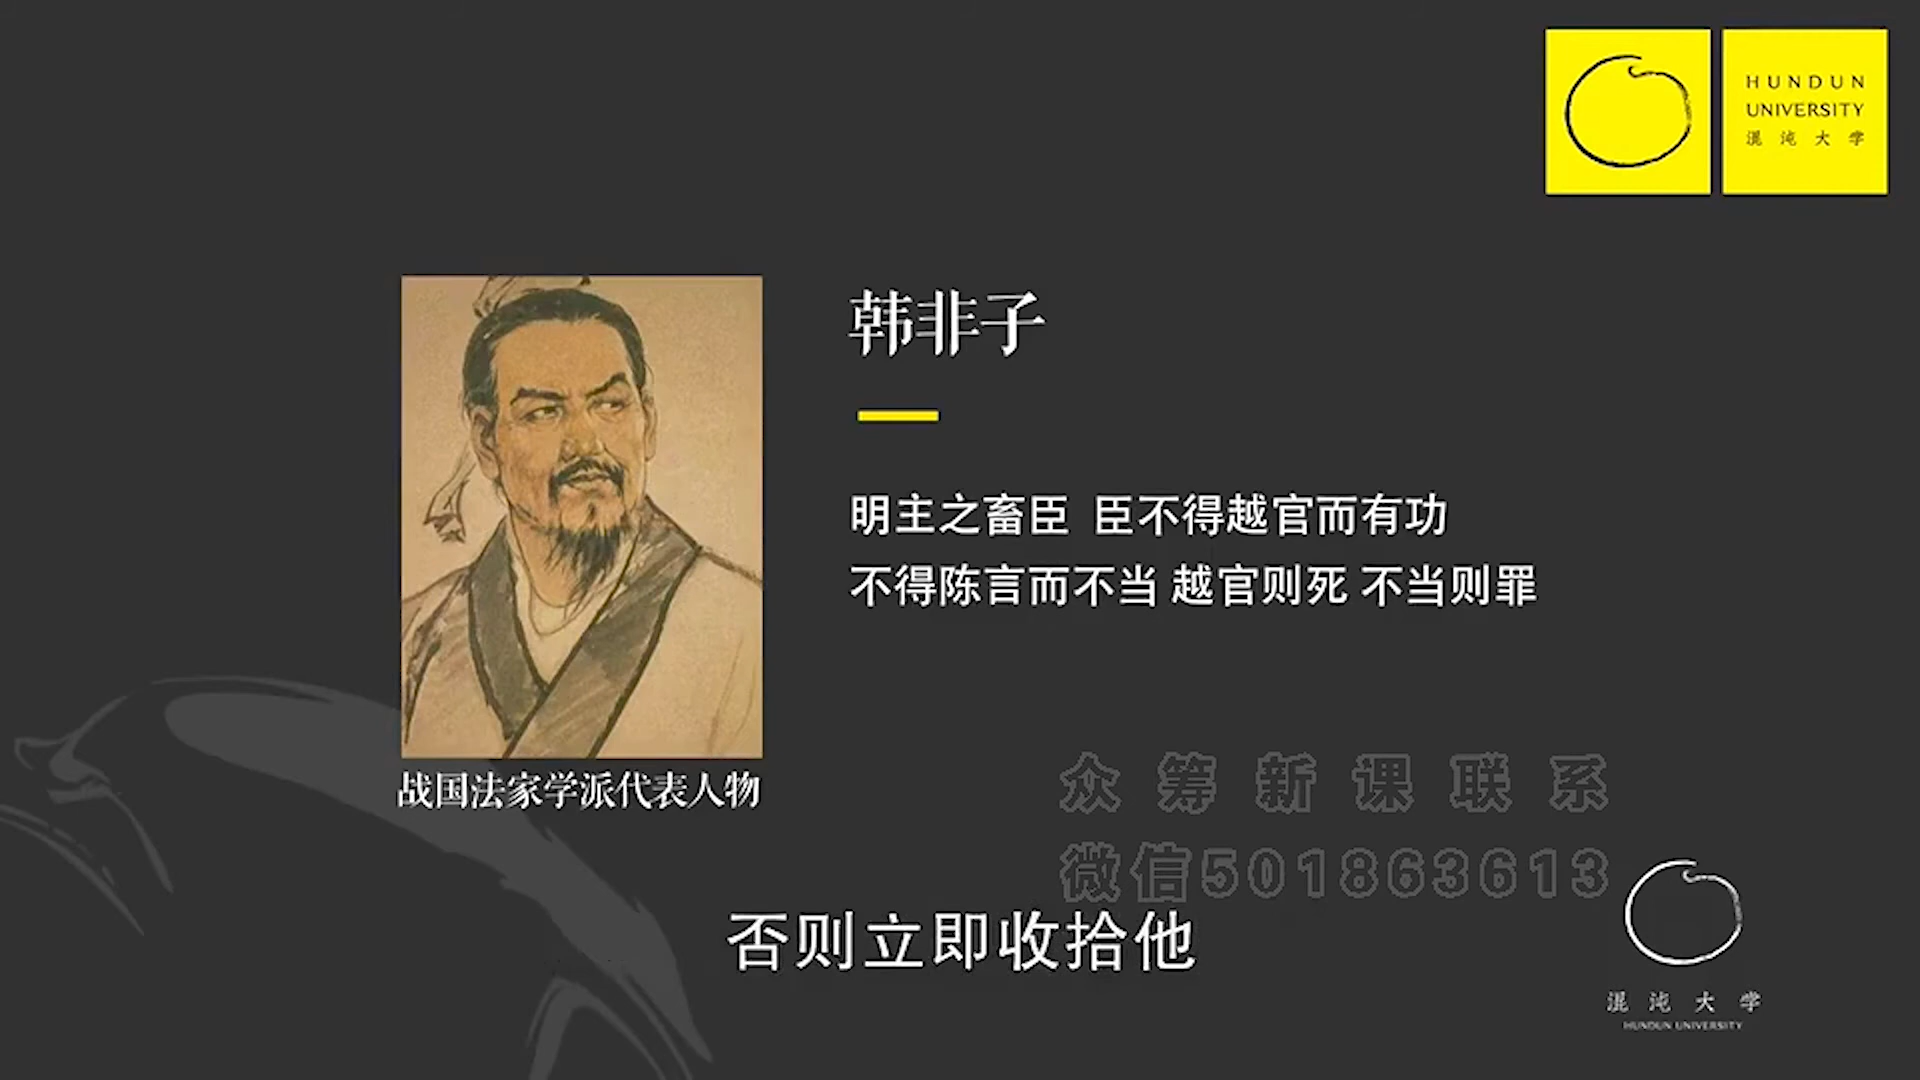 HUNDUN
UNIVERSITY
混沌大学
韩非子
明主之畜臣 臣不得越官而有功
不得陈言而不当 越官则死 不当则罪
战国法家学派代表人物
众筹新课联系
微信501863613
否则立即收拾他
混沌大学
HUNDUN UNIVERSITY